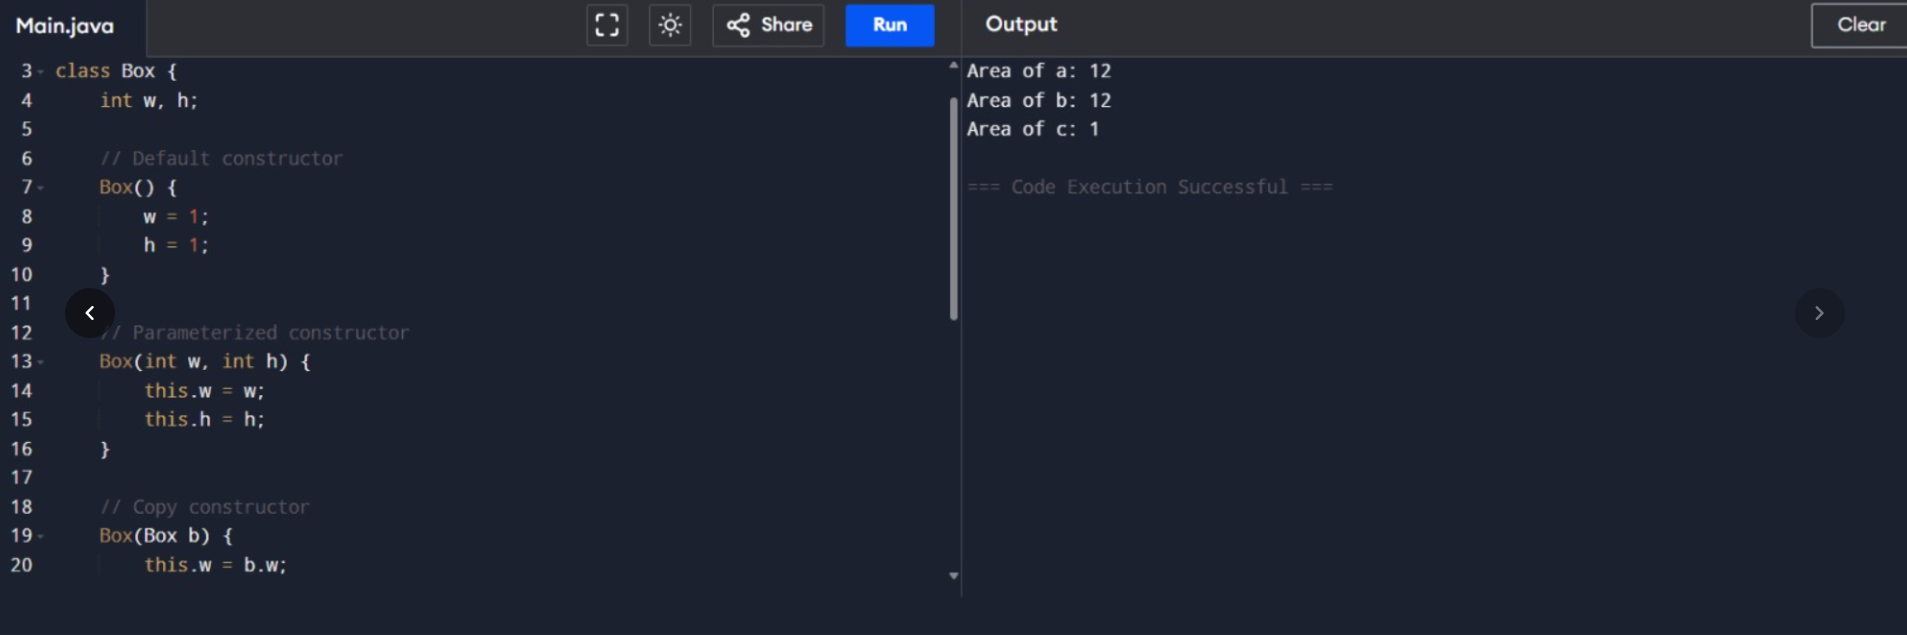 Main.java
Share
Run
Output
Clear
3 class Box {
4     int w, h;
5
6     // Default constructor
7     Box() {
8         w = 1;
9         h = 1;
10     }
11
12     // Parameterized constructor
13     Box(int w, int h) {
14         this.w = w;
15         this.h = h;
16     }
17
18     // Copy constructor
19     Box(Box b) {
20         this.w = b.w;
Area of a: 12
Area of b: 12
Area of c: 1
=== Code Execution Successful ===